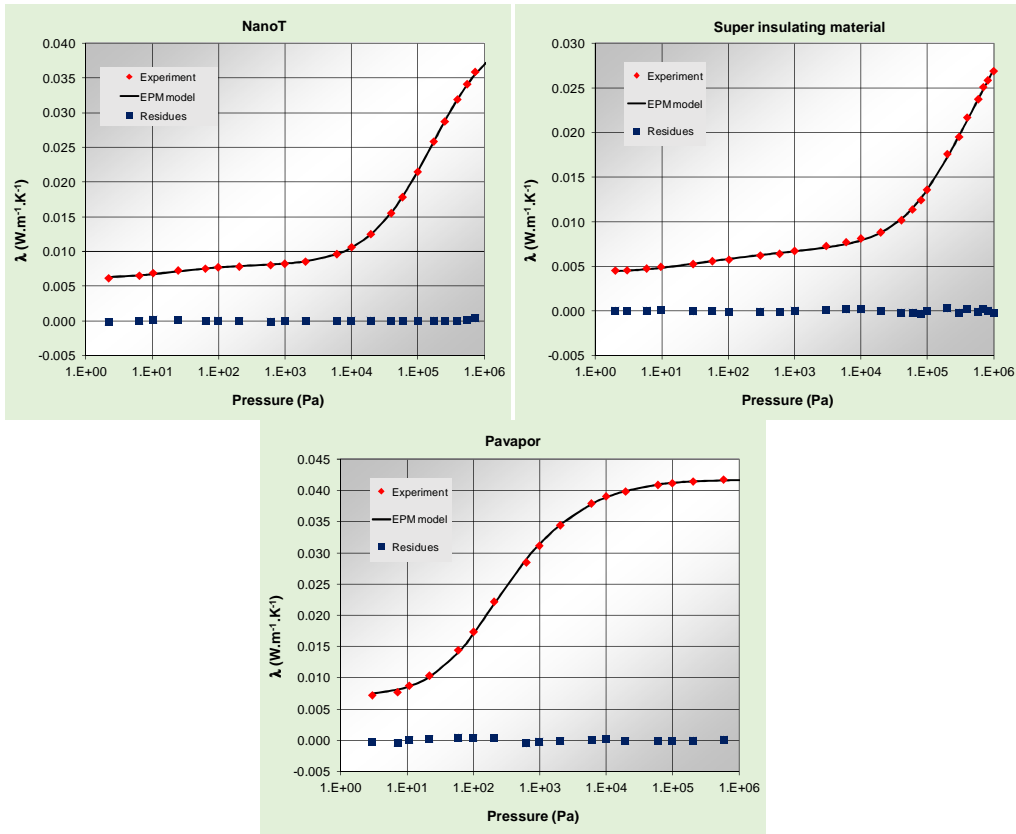 NanoT
0.040
0.035
0.030
0.025
0.020
0.015
0.010
0.005
0.000
-0.005
λ (W.m-1.K-1)
Experiment
EPM model
Residues
1.E+00 1.E+01 1.E+02 1.E+03 1.E+04 1.E+05 1.E+06
Pressure (Pa)
Super insulating material
0.030
0.025
0.020
0.015
0.010
0.005
0.000
-0.005
λ (W.m-1.K-1)
Experiment
EPM model
Residues
1.E+00 1.E+01 1.E+02 1.E+03 1.E+04 1.E+05 1.E+06
Pressure (Pa)
Pavapor
0.045
0.040
0.035
0.030
0.025
0.020
0.015
0.010
0.005
0.000
-0.005
λ (W.m-1.K-1)
Experiment
EPM model
Residues
1.E+00 1.E+01 1.E+02 1.E+03 1.E+04 1.E+05 1.E+06
Pressure (Pa)